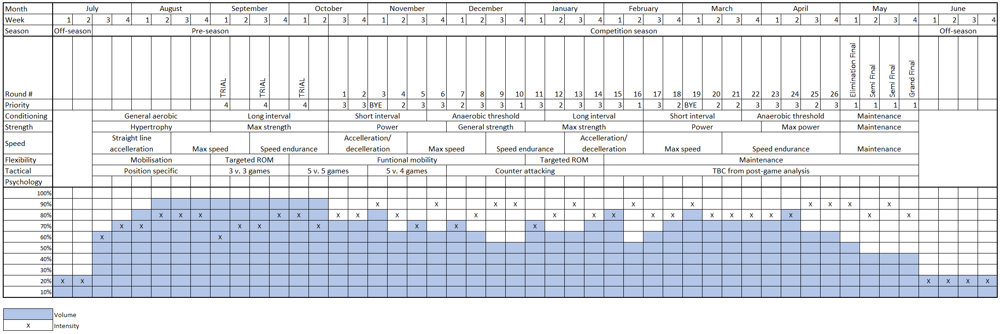 Month July August September October November December January February March April May June
Week 1 2 3 4 1 2 3 4 1 2 3 4 1 2 3 4 1 2 3 4 1 2 3 4 1 2 3 4 1 2 3 4 1 2 3 4 1 2 3 4 1 2 3 4 1 2 3 4
Season Off-season Pre-season Competition season Off-season
Round # TRIAL TRIAL TRIAL 1 2 3 4 5 6 7 8 9 10 11 12 13 14 15 16 17 18 19 20 21 22 23 24 25 26 Elimination Final Semi Final Semi Final Grand Final
Priority 4 4 4 3 3 BYE 2 3 3 2 3 3 1 3 2 3 3 3 1 3 2 BYE 2 2 3 3 3 2 3 1 1 1 1
Conditioning General aerobic Long interval Short interval Anaerobic threshold Long interval Short interval Anaerobic threshold Maintenance
Strength Hypertrophy Max strength Power General strength Max strength Power Max power Maintenance
Speed Straight line accelleration Max speed Speed endurance Accelleration/ decelleration Max speed Speed endurance Accelleration/ decelleration Max speed Speed endurance Maintenance
Flexibility Mobilisation Targeted ROM Funtional mobility Targeted ROM Maintenance
Tactical Position specific 3 v. 3 games 5 v. 5 games 5 v. 4 games Counter attacking TBC from post-game analysis
Psychology
100%
90% X X X X X X X X X X X
80% X X X X X X X X X X X X X X X X X X X X X
70% X X X X X X X X
60% X X
50%
40%
30%
20% X X X X X X
10%
Volume
X Intensity